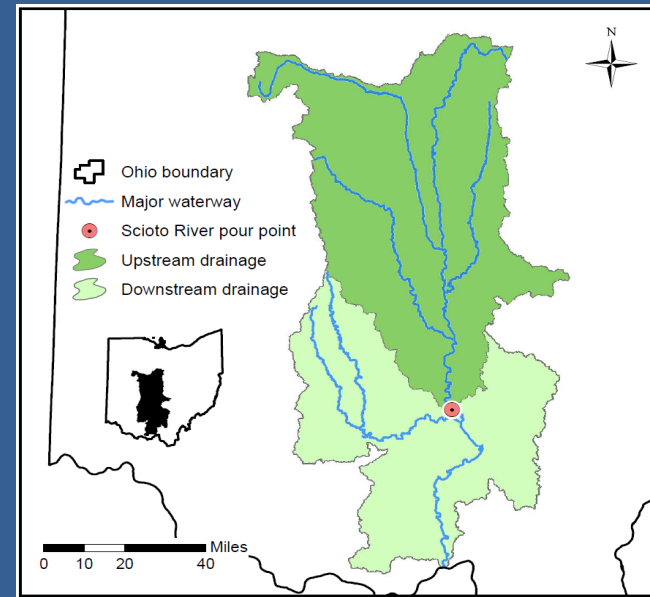 N
Ohio boundary
Major waterway
Scioto River pour point
Upstream drainage
Downstream drainage
Miles
0 10 20 40